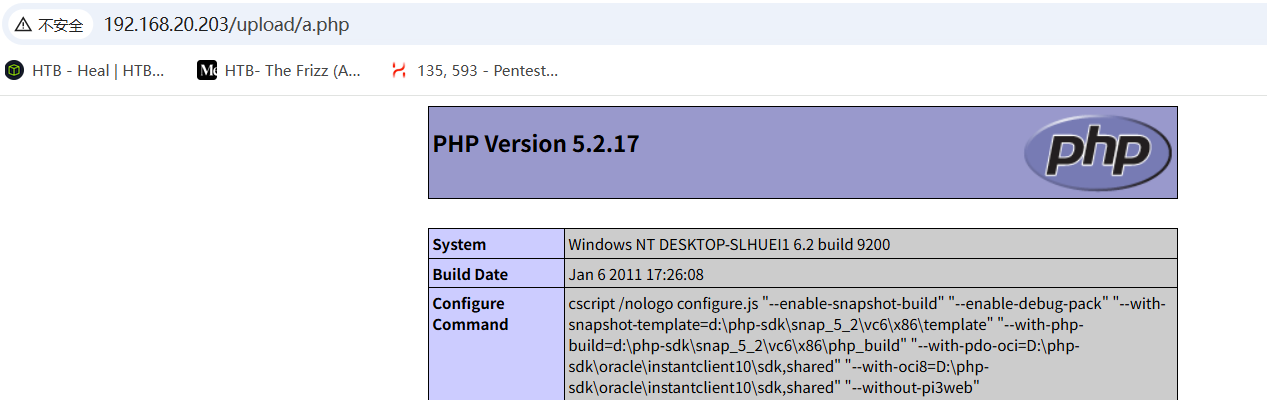 不安全 192.168.20.203/upload/a.php
HTB - Heal | HTB... Me HTB- The Frizz (A... 135, 593 - Pentest...
PHP Version 5.2.17 php
System Windows NT DESKTOP-SLHUEI1 6.2 build 9200
Build Date Jan 6 2011 17:26:08
Configure cscript /nologo configure.js "--enable-snapshot-build" "--enable-debug-pack" "--with-
Command snapshot-template=d:\php-sdk\snap_5_2\vc6\x86\template" "--with-php-
build=d:\php-sdk\snap_5_2\vc6\x86\php_build" "--with-pdo-oci=D:\php-
sdk\oracle\instantclient10\sdk,shared" "--with-oci8=D:\php-
sdk\oracle\instantclient10\sdk,shared" "--without-pi3web"